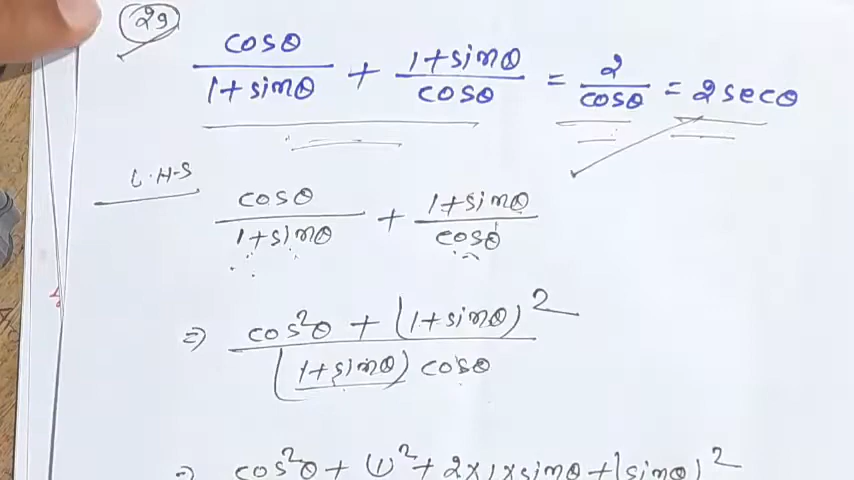 29
cosθ/(1+sinθ) + (1+sinθ)/cosθ = 2/cosθ = 2secθ
L.H-S
cosθ/(1+sinθ) + (1+sinθ)/cosθ
⇒ (cos²θ + (1+sinθ)²)/((1+sinθ) cosθ)
⇒ cos²θ + (1)² + 2×1×sinθ + (sinθ)²